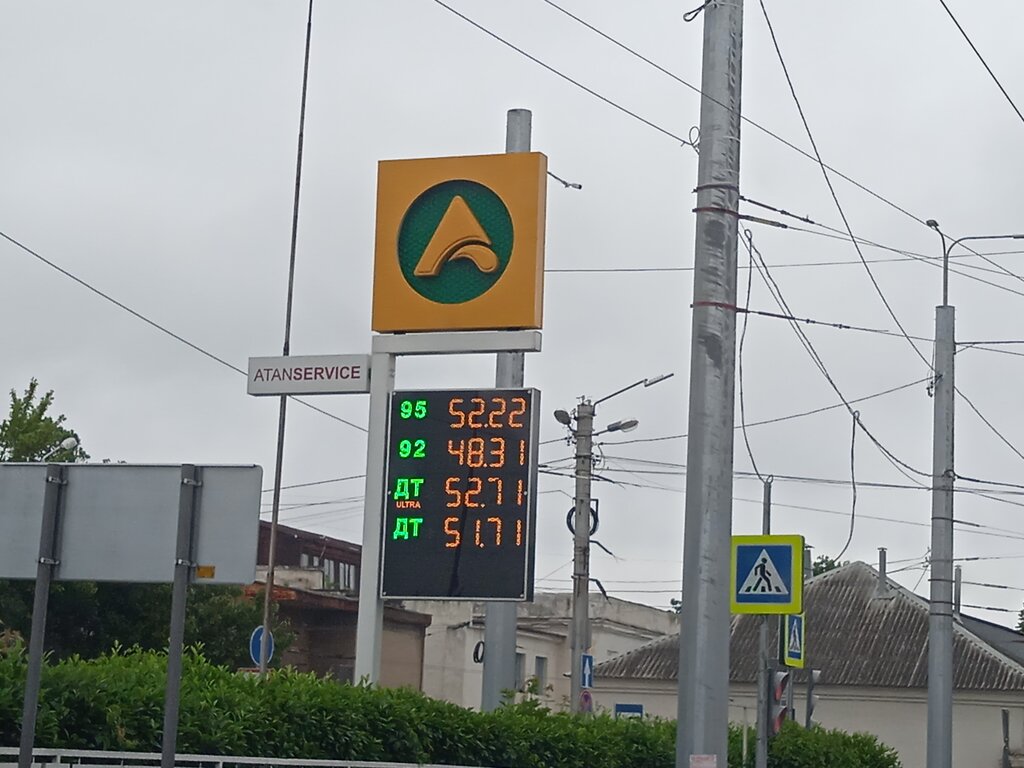 ATANSERVICE
95 52.22
92 48.31
ДТ 52.71
ULTRA
ДТ 51.71